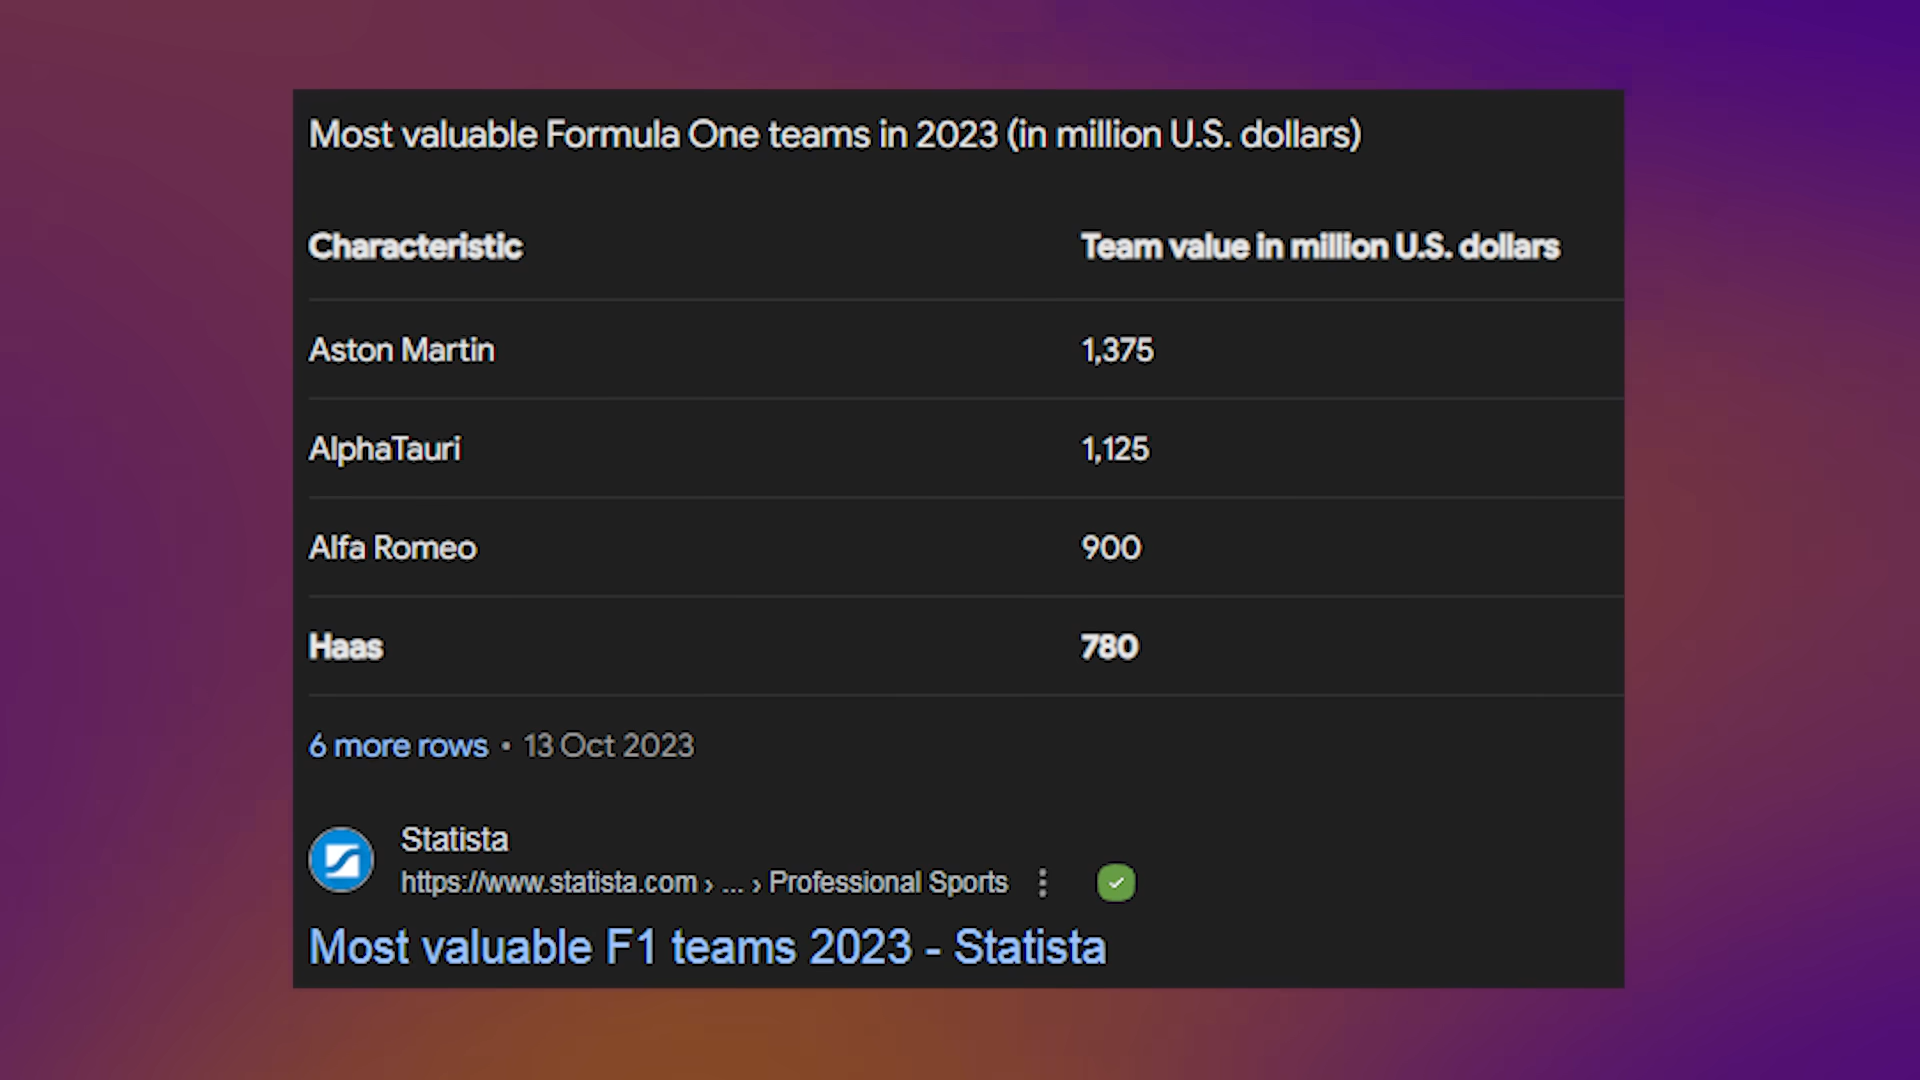 Most valuable Formula One teams in 2023 (in million U.S. dollars)
Characteristic Team value in million U.S. dollars
Aston Martin 1,375
AlphaTauri 1,125
Alfa Romeo 900
Haas 780
6 more rows • 13 Oct 2023
Statista
https://www.statista.com › ... › Professional Sports
Most valuable F1 teams 2023 - Statista